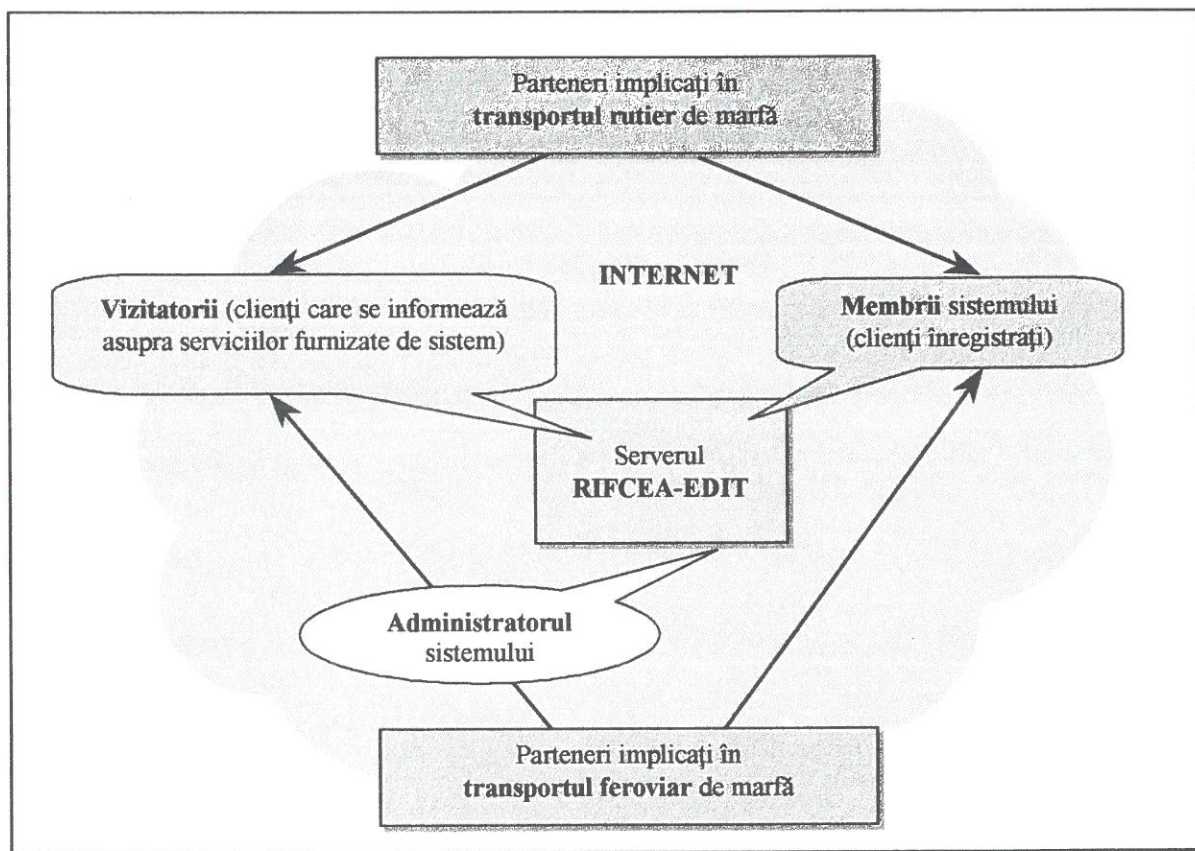 Parteneri implicați în
transportul rutier de marfă
INTERNET
Vizitatorii (clienți care se informează
asupra serviciilor furnizate de sistem)
Membrii sistemului
(clienți înregistrați)
Serverul
RIFCEA-EDIT
Administratorul
sistemului
Parteneri implicați în
transportul feroviar de marfă